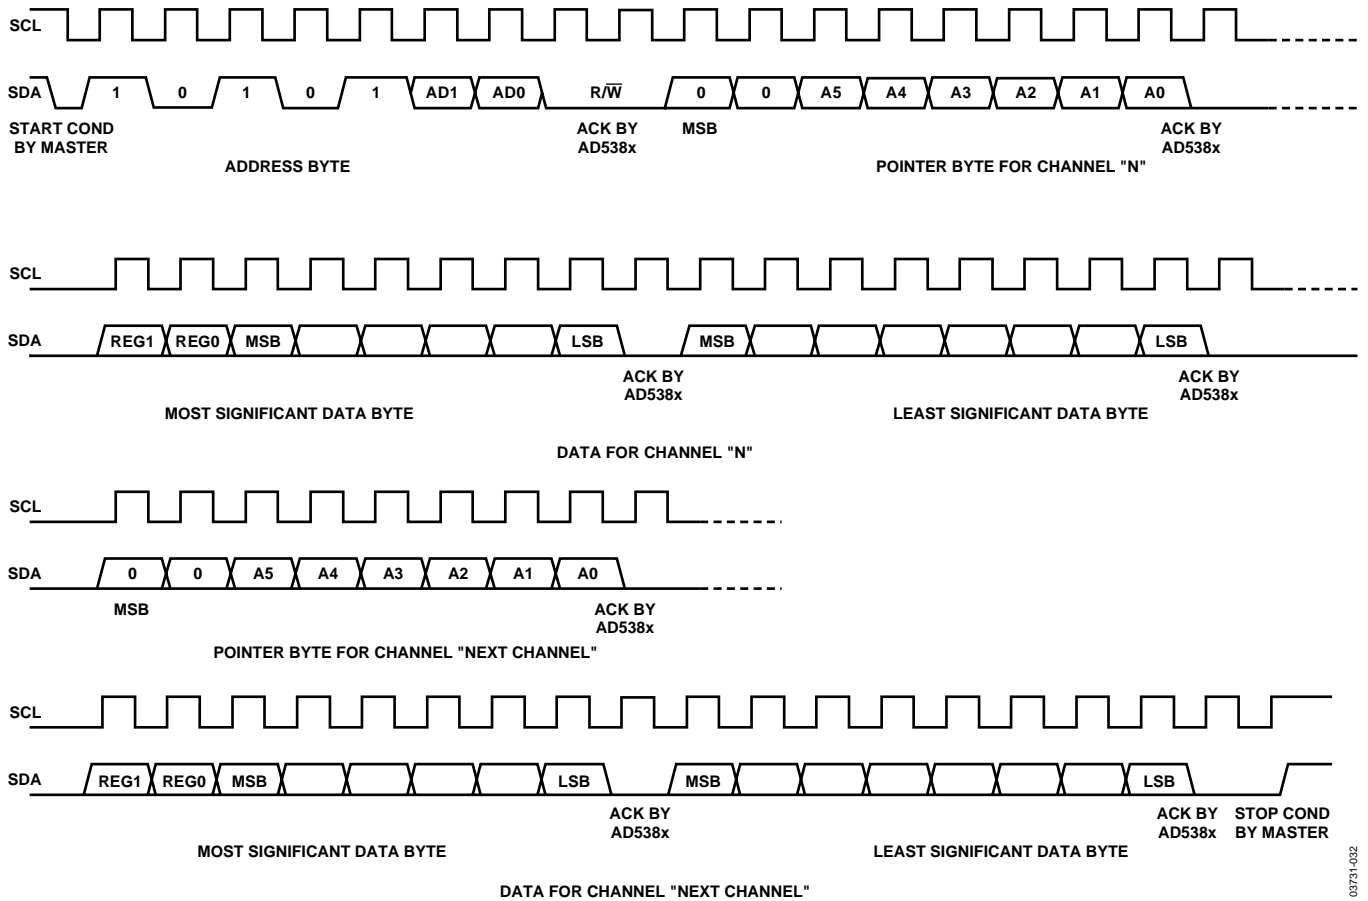 SCL
SDA 1 0 1 0 1 AD1 AD0 R/W̅ 0 0 A5 A4 A3 A2 A1 A0
START COND BY MASTER
ACK BY AD538x
MSB
ACK BY AD538x
ADDRESS BYTE
POINTER BYTE FOR CHANNEL "N"
SCL
SDA REG1 REG0 MSB LSB MSB LSB
ACK BY AD538x
ACK BY AD538x
MOST SIGNIFICANT DATA BYTE
LEAST SIGNIFICANT DATA BYTE
DATA FOR CHANNEL "N"
SCL
SDA 0 0 A5 A4 A3 A2 A1 A0
MSB
ACK BY AD538x
POINTER BYTE FOR CHANNEL "NEXT CHANNEL"
SCL
SDA REG1 REG0 MSB LSB MSB LSB
ACK BY AD538x
ACK BY AD538x
STOP COND BY MASTER
MOST SIGNIFICANT DATA BYTE
LEAST SIGNIFICANT DATA BYTE
DATA FOR CHANNEL "NEXT CHANNEL"
03731-032